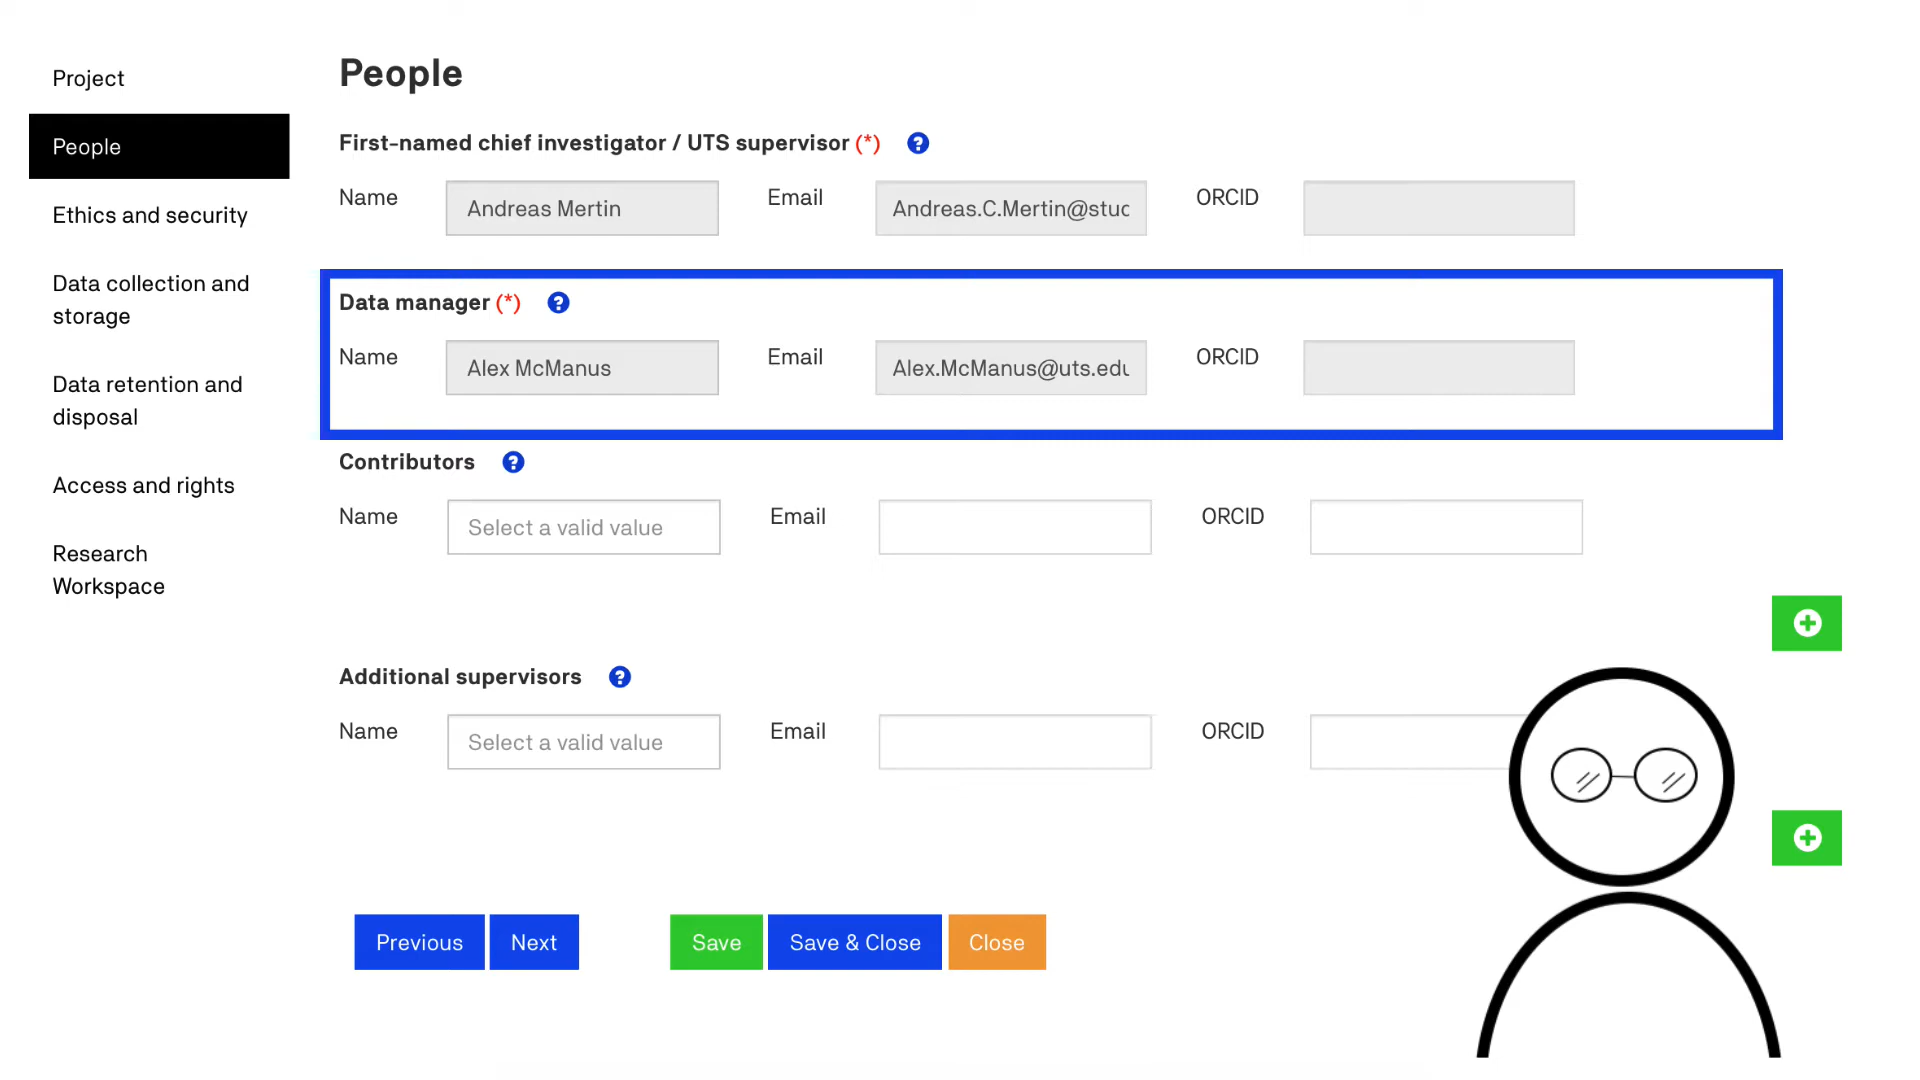 Project
People
Ethics and security
Data collection and
storage
Data retention and
disposal
Access and rights
Research
Workspace
People
First-named chief investigator / UTS supervisor (*) ?
Name Andreas Mertin Email Andreas.C.Mertin@stud ORCID
Data manager (*) ?
Name Alex McManus Email Alex.McManus@uts.edu ORCID
Contributors ?
Name Select a valid value Email ORCID
Additional supervisors ?
Name Select a valid value Email ORCID
Previous Next Save Save & Close Close